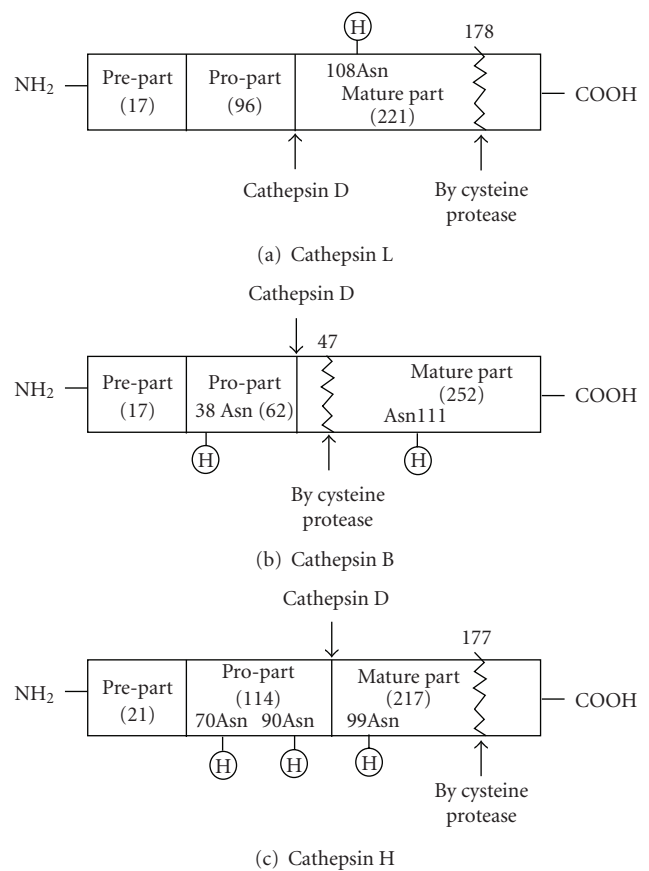 H
178
NH₂
Pre-part
(17)
Pro-part
(96)
108Asn
Mature part
(221)
COOH
Cathepsin D
By cysteine
protease
(a) Cathepsin L
Cathepsin D
47
NH₂
Pre-part
(17)
Pro-part
38 Asn (62)
Mature part
(252)
Asn111
COOH
H
H
By cysteine
protease
(b) Cathepsin B
Cathepsin D
177
NH₂
Pre-part
(21)
Pro-part
(114)
70Asn 90Asn
Mature part
(217)
99Asn
COOH
H
H
H
By cysteine
protease
(c) Cathepsin H